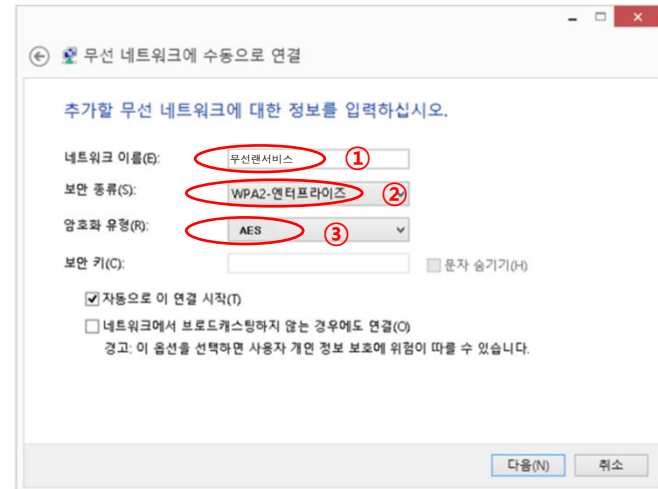 무선 네트워크에 수동으로 연결
추가할 무선 네트워크에 대한 정보를 입력하십시오.
네트워크 이름(E): 무선랜서비스 ①
보안 종류(S): WPA2-엔터프라이즈 ②
암호화 유형(R): AES ③
보안 키(C): 문자 숨기기(H)
자동으로 이 연결 시작(T)
네트워크에서 브로드캐스팅하지 않는 경우에도 연결(O)
경고: 이 옵션을 선택하면 사용자 개인 정보 보호에 위험이 따를 수 있습니다.
다음(N) 취소